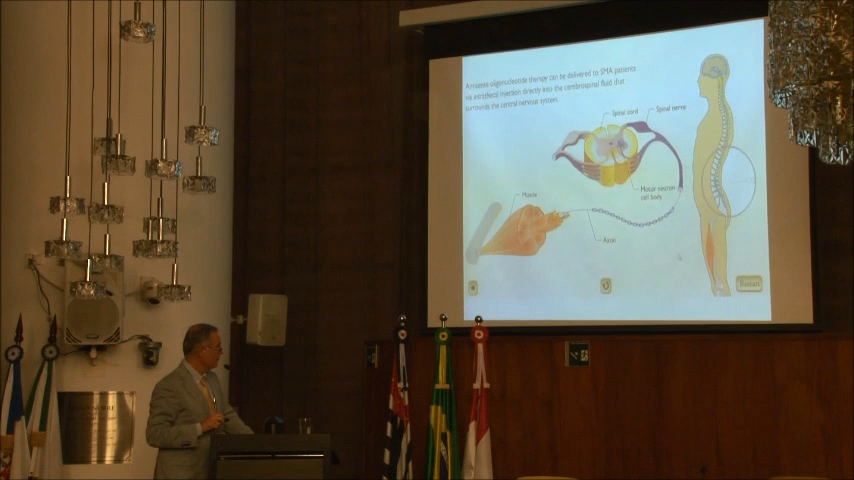 Antisense oligonucleotide therapy can be delivered to SMA patients
via intrathecal injection directly into the cerebrospinal fluid that
surrounds the central nervous system.
Spinal cord
Spinal nerve
Motor neuron
cell body
Muscle
Axon
Restart